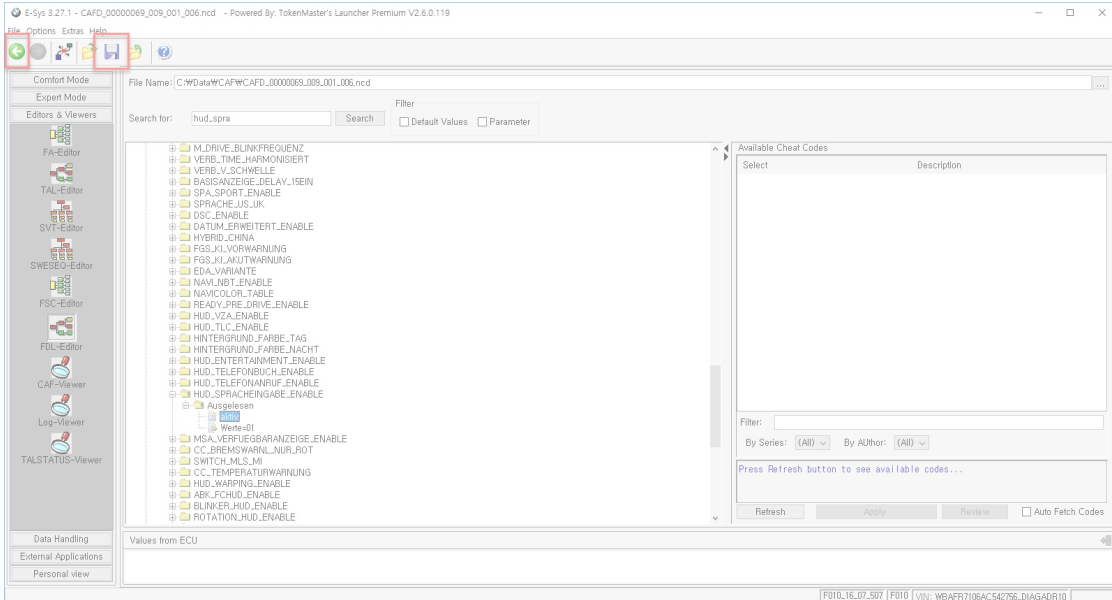 E-Sys 3.27.1 - CAFD_00000069_009_001_006.ncd - Powered By: TokenMaster's Launcher Premium V2.6.0.119
File Options Extras Help
Comfort Mode
Expert Mode
Editors & Viewers
FA-Editor
TAL-Editor
SVT-Editor
SWESEQ-Editor
FSC-Editor
FDL-Editor
CAF-Viewer
Log-Viewer
TALSTATUS-Viewer
Data Handling
External Applications
Personal view
File Name: C:₩Data₩CAF₩CAFD_00000069_009_001_006.ncd ...
Search for: hud_spra Search
Filter
Default Values Parameter
M_DRIVE_BLINKFREQUENZ
VERB_TIME_HARMONISIERT
VERB_V_SCHWELLE
BASISANZEIGE_DELAY_15EIN
SPA_SPORT_ENABLE
SPRACHE_US_UK
DSC_ENABLE
DATUM_ERWEITERT_ENABLE
HYBRID_CHINA
FGS_KI_VORWARNUNG
FGS_KI_AKUTWARNUNG
EDA_VARIANTE
NAVI_NBT_ENABLE
NAVICOLOR_TABLE
READY_PRE_DRIVE_ENABLE
HUD_VZA_ENABLE
HUD_TLC_ENABLE
HINTERGRUND_FARBE_TAG
HINTERGRUND_FARBE_NACHT
HUD_ENTERTAINMENT_ENABLE
HUD_TELEFONBUCH_ENABLE
HUD_TELEFONANRUF_ENABLE
HUD_SPRACHEINGABE_ENABLE
Ausgelesen
aktiv
Werte=01
MSA_VERFUEGBARANZEIGE_ENABLE
CC_BREMSWARNL_NUR_ROT
SWITCH_MLS_MI
CC_TEMPERATURWARNUNG
HUD_WARPING_ENABLE
ABK_FCHUD_ENABLE
BLINKER_HUD_ENABLE
ROTATION_HUD_ENABLE
Available Cheat Codes
Select Description
Filter:
By Series: (All) By AUthor: (All)
Press Refresh button to see available codes...
Refresh Apply Review Auto Fetch Codes
Values from ECU
F010_16_07_507 F010 VIN: WBAFR7106AC542756_DIAGADR10